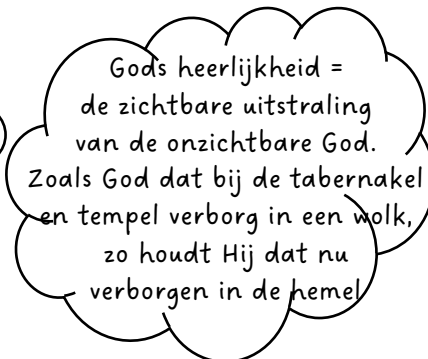 Gods heerlijkheid =
de zichtbare uitstraling
van de onzichtbare God.
Zoals God dat bij de tabernakel
en tempel verborg in een wolk,
zo houdt Hij dat nu
verborgen in de hemel